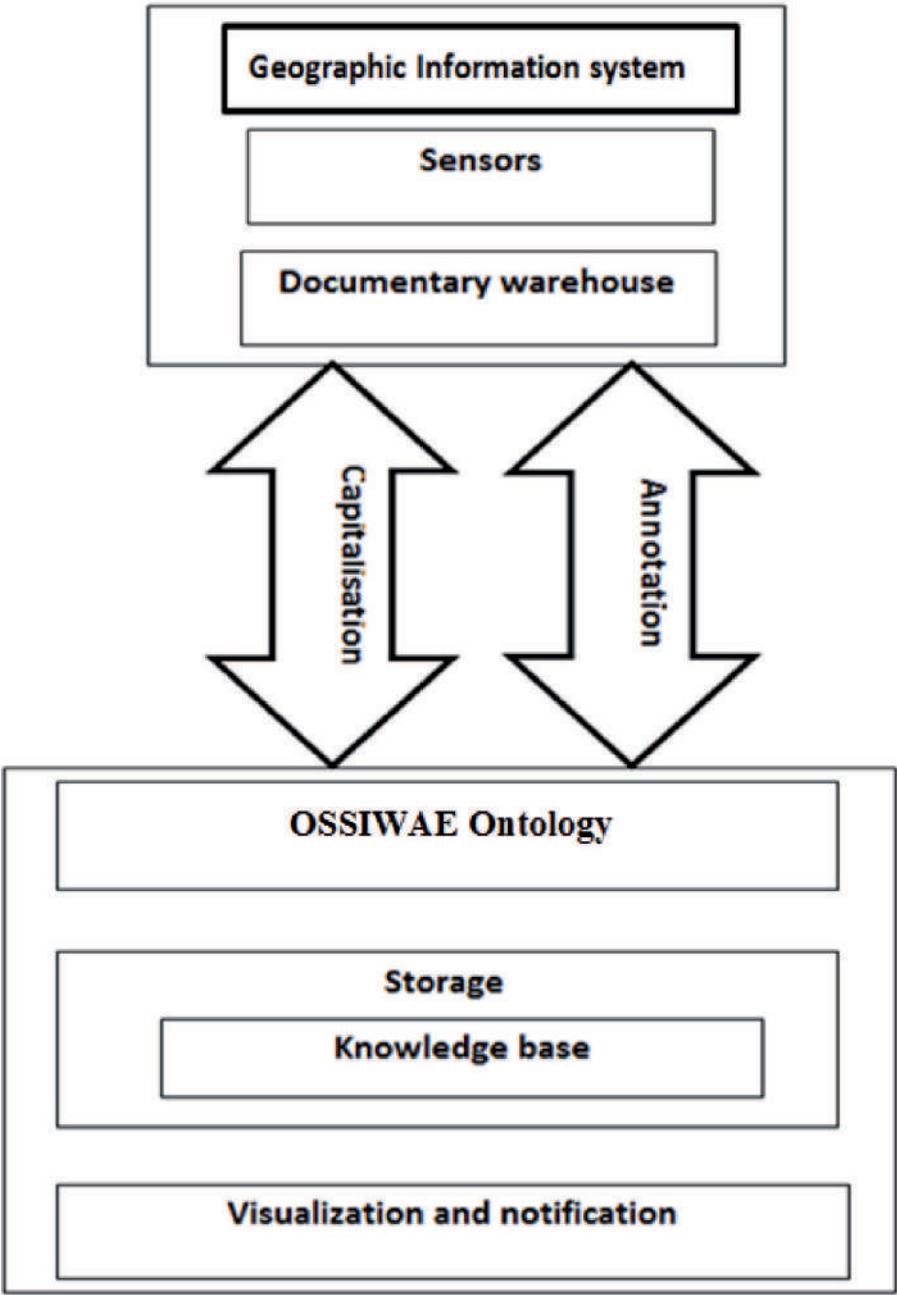 Geographic Information system
Sensors
Documentary warehouse
Capitalisation
Annotation
OSSIWAE Ontology
Storage
Knowledge base
Visualization and notification